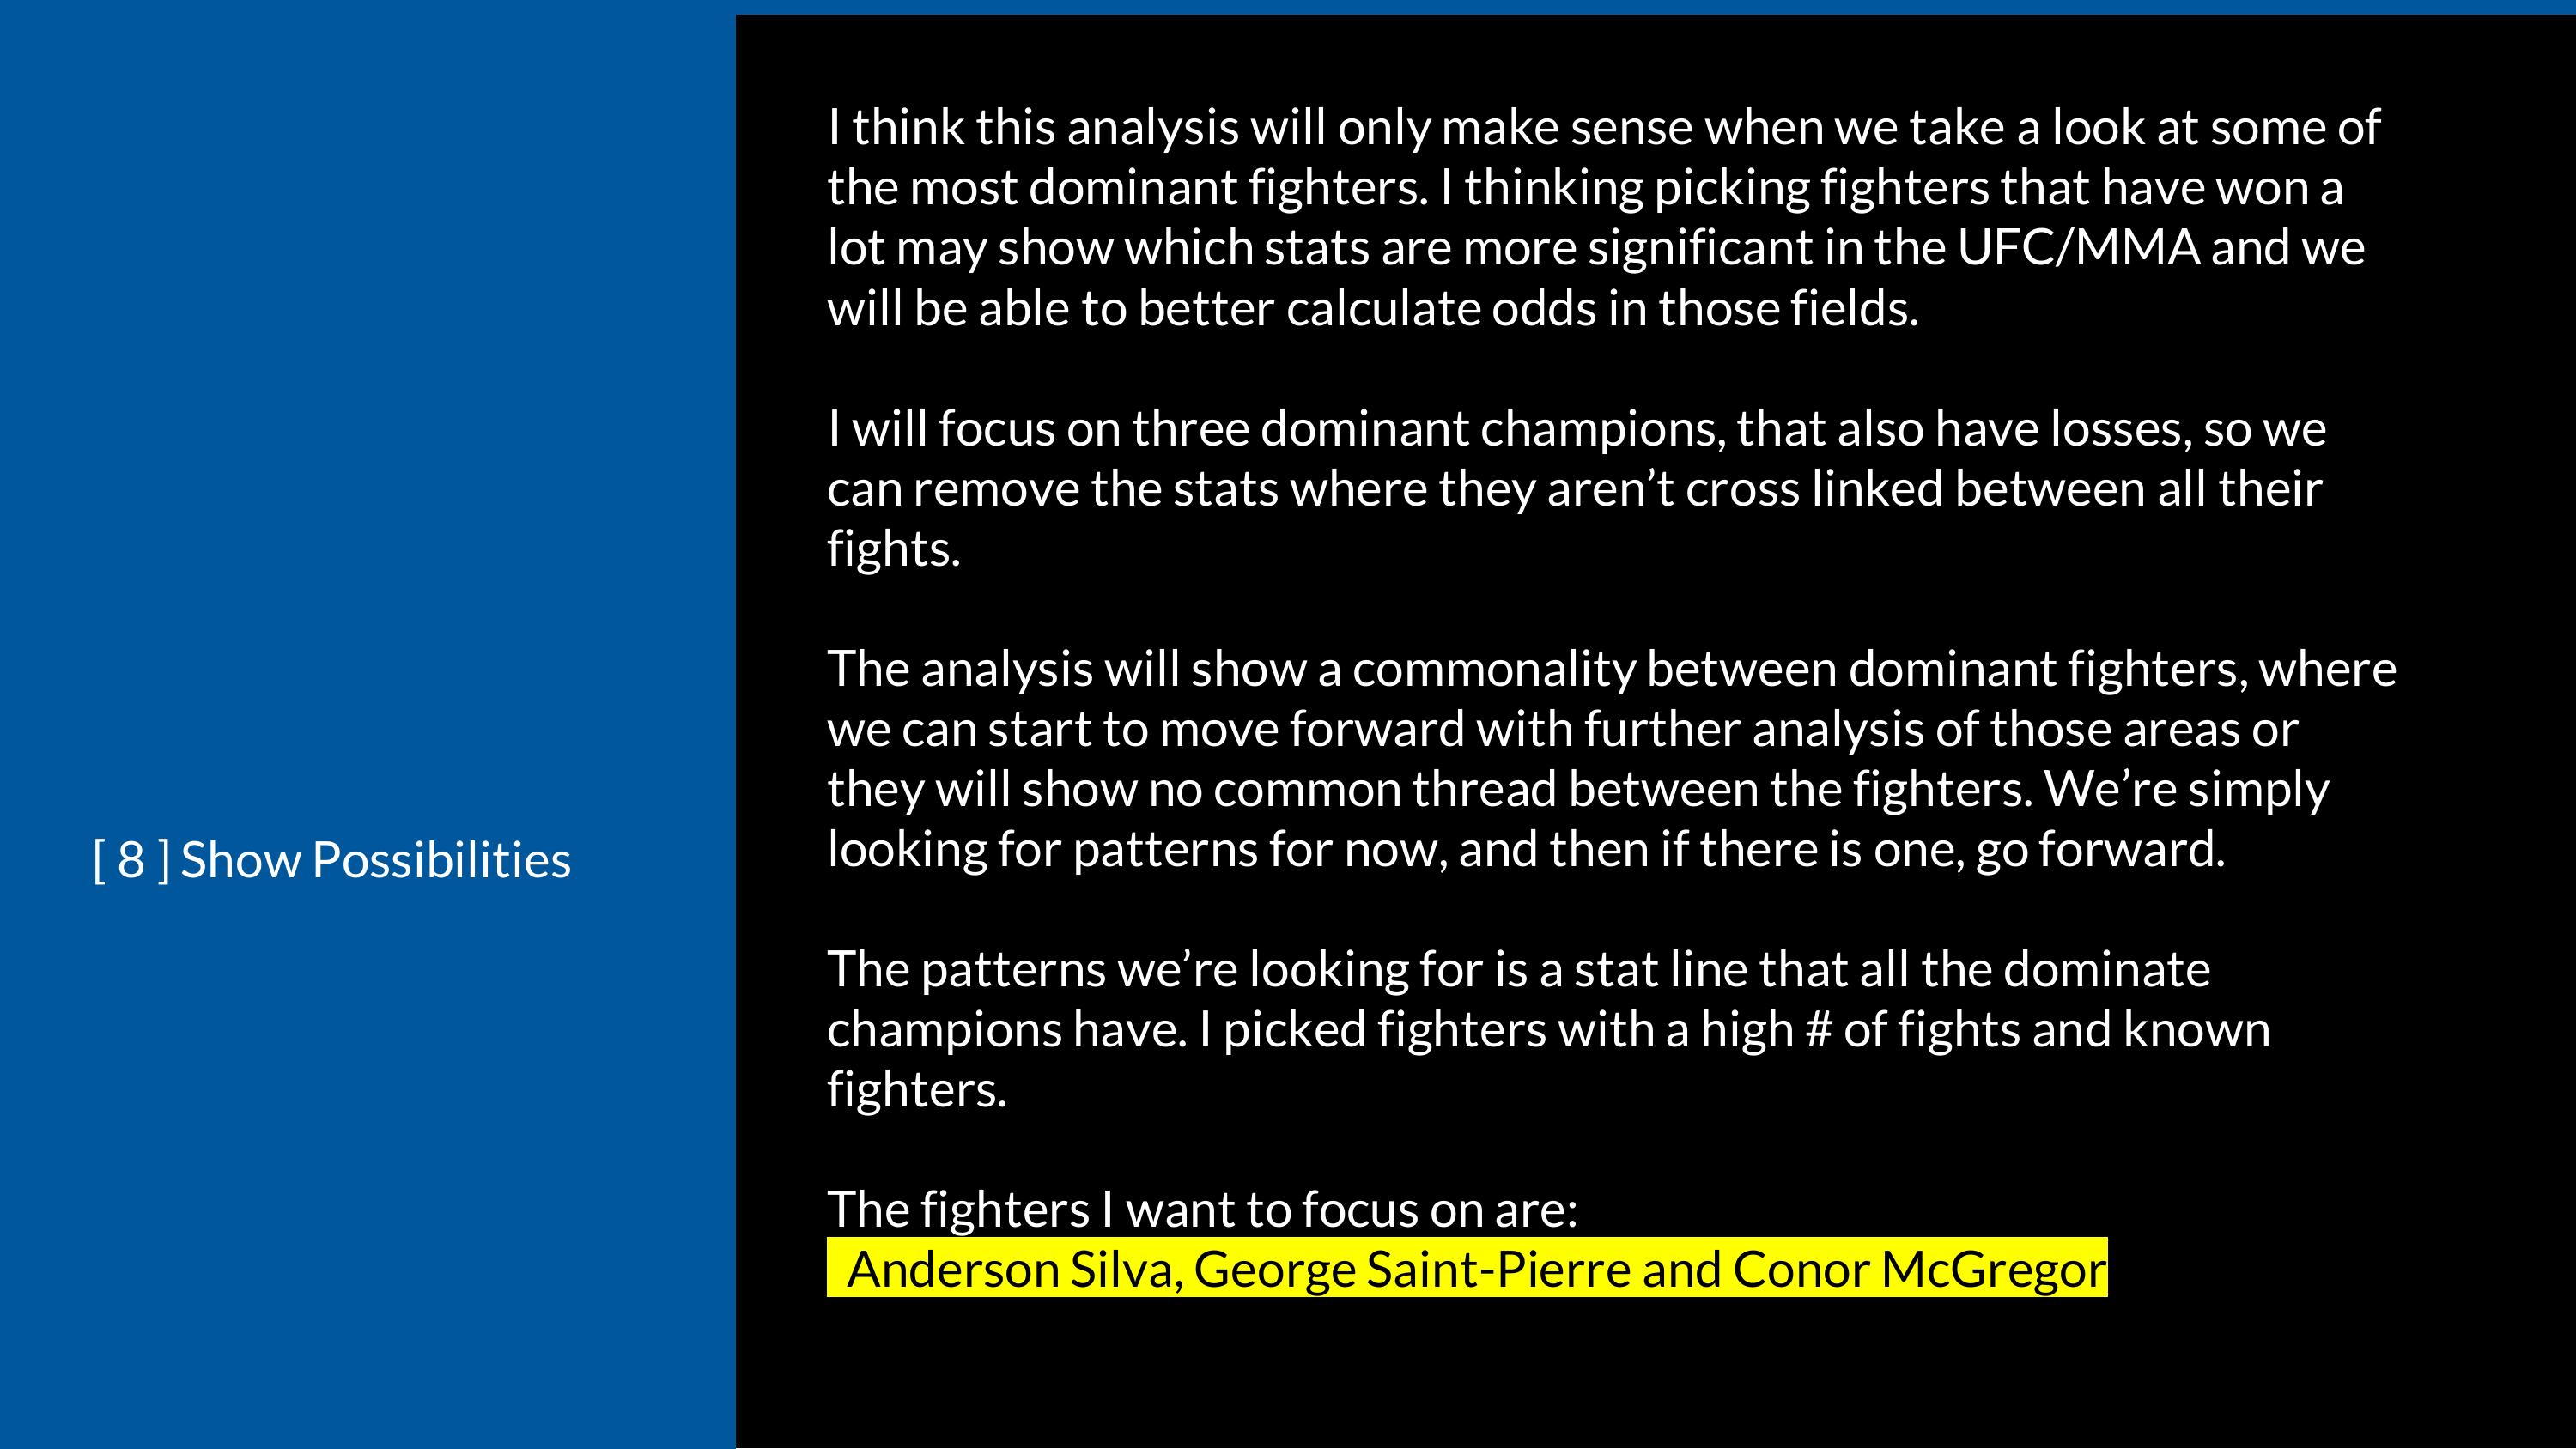 [ 8 ] Show Possibilities
I think this analysis will only make sense when we take a look at some of
the most dominant fighters. I thinking picking fighters that have won a
lot may show which stats are more significant in the UFC/MMA and we
will be able to better calculate odds in those fields.
I will focus on three dominant champions, that also have losses, so we
can remove the stats where they aren’t cross linked between all their
fights.
The analysis will show a commonality between dominant fighters, where
we can start to move forward with further analysis of those areas or
they will show no common thread between the fighters. We’re simply
looking for patterns for now, and then if there is one, go forward.
The patterns we’re looking for is a stat line that all the dominate
champions have. I picked fighters with a high # of fights and known
fighters.
The fighters I want to focus on are:
Anderson Silva, George Saint-Pierre and Conor McGregor